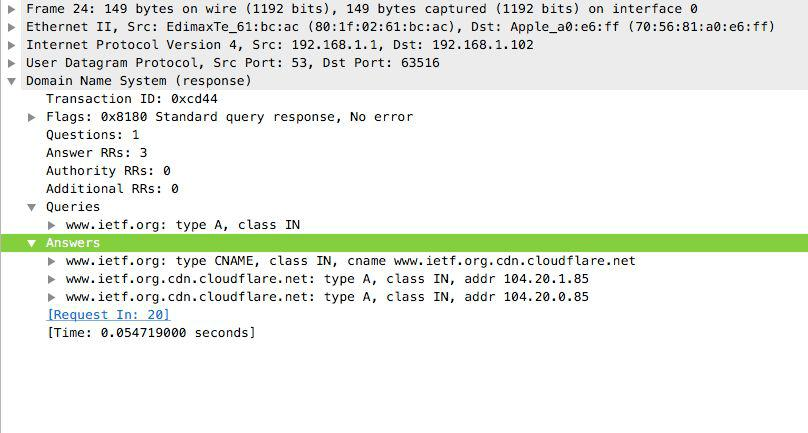 Frame 24: 149 bytes on wire (1192 bits), 149 bytes captured (1192 bits) on interface 0
Ethernet II, Src: EdimaxTe_61:bc:ac (80:1f:02:61:bc:ac), Dst: Apple_a0:e6:ff (70:56:81:a0:e6:ff)
Internet Protocol Version 4, Src: 192.168.1.1, Dst: 192.168.1.102
User Datagram Protocol, Src Port: 53, Dst Port: 63516
Domain Name System (response)
Transaction ID: 0xcd44
Flags: 0x8180 Standard query response, No error
Questions: 1
Answer RRs: 3
Authority RRs: 0
Additional RRs: 0
Queries
www.ietf.org: type A, class IN
Answers
www.ietf.org: type CNAME, class IN, cname www.ietf.org.cdn.cloudflare.net
www.ietf.org.cdn.cloudflare.net: type A, class IN, addr 104.20.1.85
www.ietf.org.cdn.cloudflare.net: type A, class IN, addr 104.20.0.85
[Request In: 20]
[Time: 0.054719000 seconds]